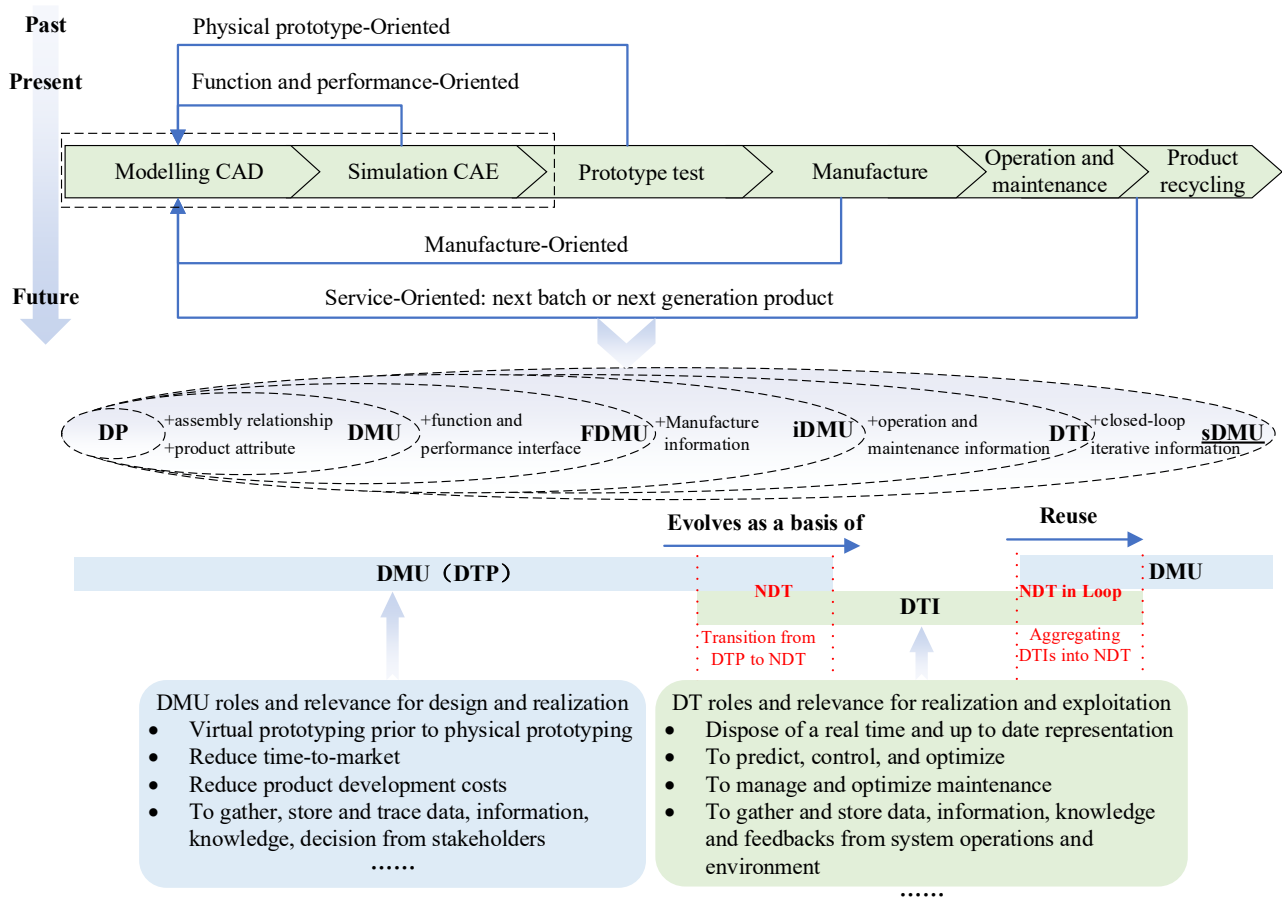 Past
Physical prototype-Oriented
Present
Function and performance-Oriented
Modelling CAD
Simulation CAE
Prototype test
Manufacture
Operation and
maintenance
Product
recycling
Manufacture-Oriented
Future
Service-Oriented: next batch or next generation product
DP
+assembly relationship
+product attribute
DMU
+function and
performance interface
FDMU
+Manufacture
information
iDMU
+operation and
maintenance information
DTI
+closed-loop
iterative information
sDMU
Evolves as a basis of
Reuse
DMU（DTP）
NDT
DTI
NDT in Loop
DMU
Transition from
DTP to NDT
Aggregating
DTIs into NDT
DMU roles and relevance for design and realization
• Virtual prototyping prior to physical prototyping
• Reduce time-to-market
• Reduce product development costs
• To gather, store and trace data, information,
knowledge, decision from stakeholders
……
DT roles and relevance for realization and exploitation
• Dispose of a real time and up to date representation
• To predict, control, and optimize
• To manage and optimize maintenance
• To gather and store data, information, knowledge
and feedbacks from system operations and
environment
……